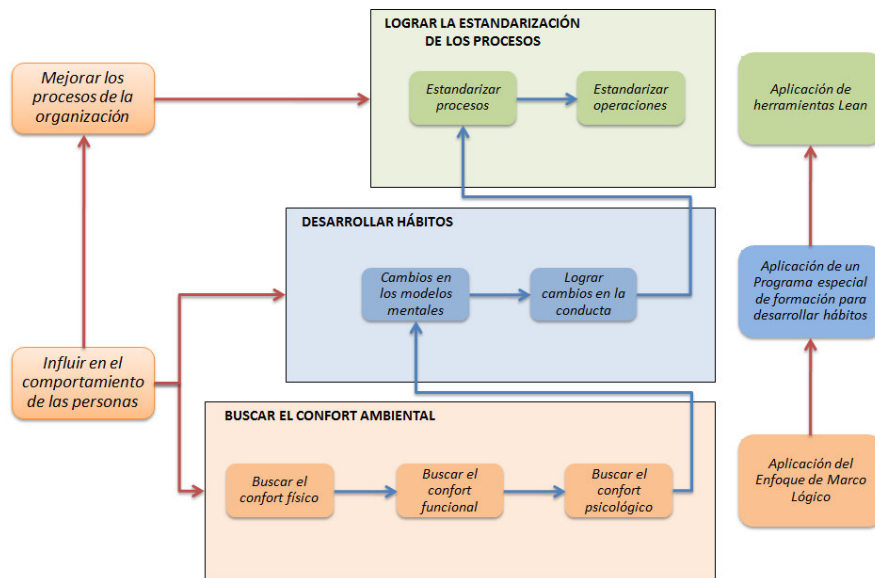 LOGRAR LA ESTANDARIZACIÓN
DE LOS PROCESOS
Mejorar los
procesos de la
organización
Estandarizar
procesos
Estandarizar
operaciones
Aplicación de
herramientas Lean
DESARROLLAR HÁBITOS
Cambios en
los modelos
mentales
Lograr
cambios en la
conducta
Aplicación de un
Programa especial
de formación para
desarrollar hábitos
Influir en el
comportamiento
de las personas
BUSCAR EL CONFORT AMBIENTAL
Buscar el
confort físico
Buscar el
confort
funcional
Buscar el
confort
psicológico
Aplicación del
Enfoque de Marco
Lógico